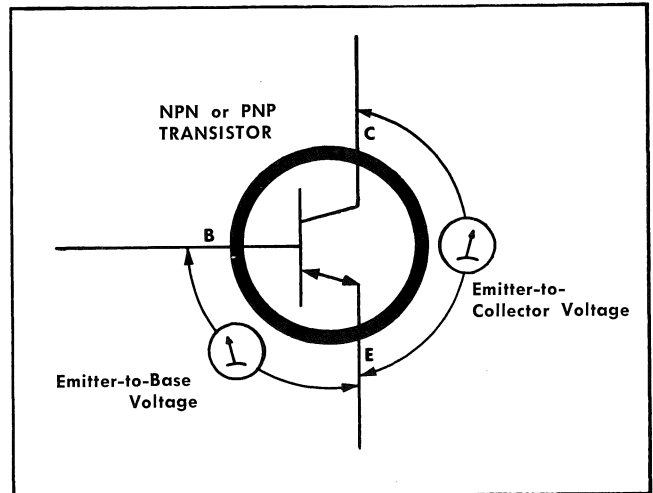 NPN or PNP
TRANSISTOR
C
B
Emitter-to-
Collector Voltage
E
Emitter-to-Base
Voltage